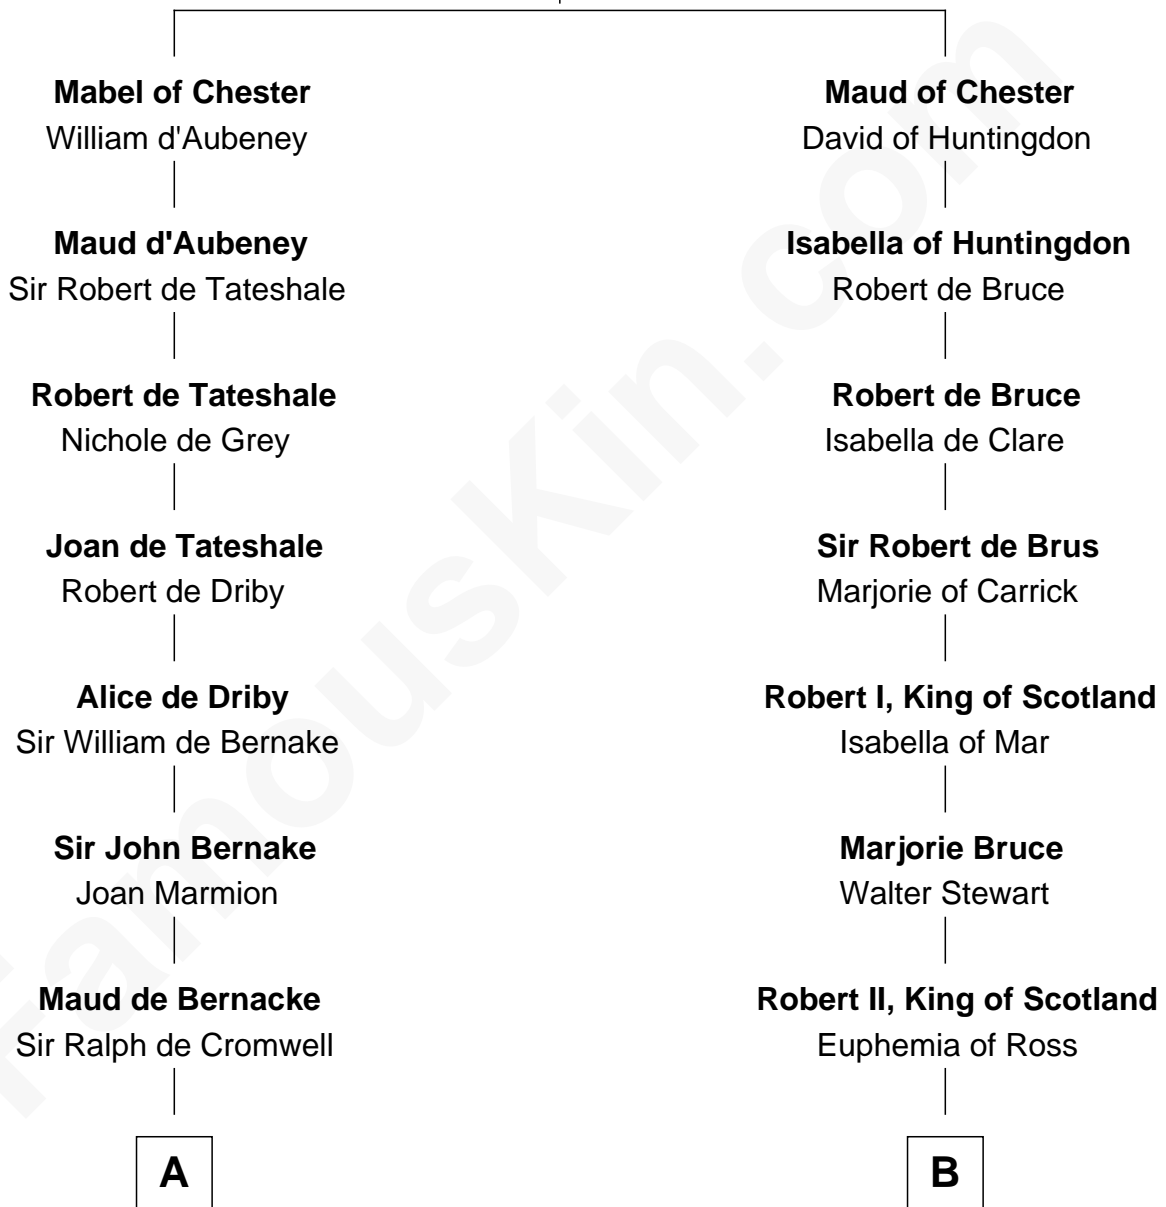 Mabel of Chester
William d'Aubeney
Maud d'Aubeney
Sir Robert de Tateshale
Robert de Tateshale
Nichole de Grey
Joan de Tateshale
Robert de Driby
Alice de Driby
Sir William de Bernake
Sir John Bernake
Joan Marmion
Maud de Bernacke
Sir Ralph de Cromwell
A
Maud of Chester
David of Huntingdon
Isabella of Huntingdon
Robert de Bruce
Robert de Bruce
Isabella de Clare
Sir Robert de Brus
Marjorie of Carrick
Robert I, King of Scotland
Isabella of Mar
Marjorie Bruce
Walter Stewart
Robert II, King of Scotland
Euphemia of Ross
B
FamousKin.com